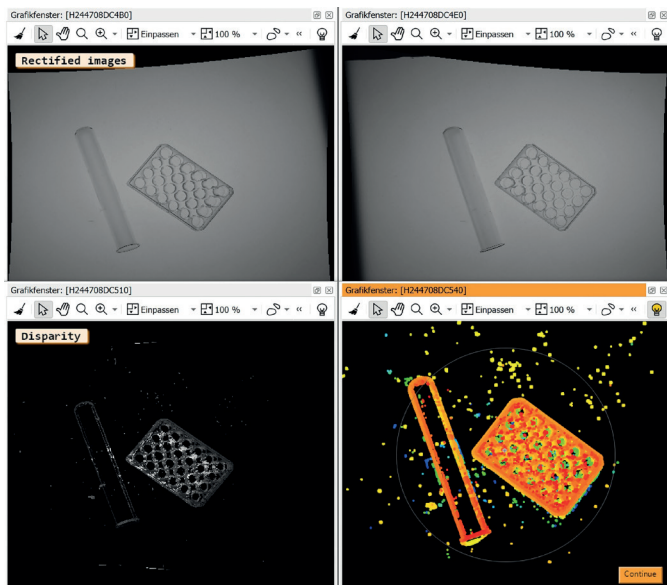 Grafikfenster: [H244708DC4B0]
Einpassen
100 %
«
Rectified images
Grafikfenster: [H244708DC4E0]
Einpassen
100 %
«
Grafikfenster: [H244708DC510]
Einpassen
100 %
«
Disparity
Grafikfenster: [H244708DC540]
Einpassen
100 %
«
Continue